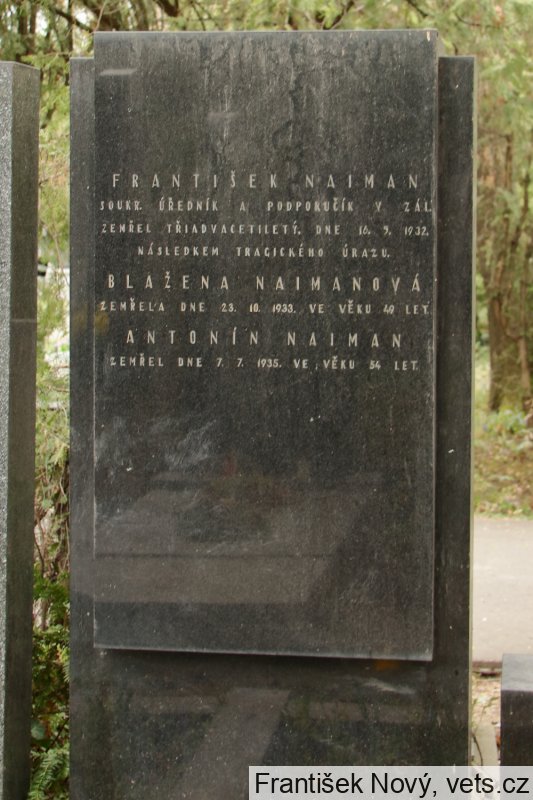 FRANTIŠEK NAIMAN
SOUKR. ÚŘEDNÍK A PODPORUČÍK V ZÁL.
ZEMŘEL TŘIADVACETILETÝ, DNE 16. 9. 1932.
NÁSLEDKEM TRAGICKÉHO ÚRAZU.
BLAŽENA NAIMANOVÁ
ZEMŘELA DNE 23. 10. 1933. VE VĚKU 49 LET.
ANTONÍN NAIMAN
ZEMŘEL DNE 7. 7. 1935. VE VĚKU 54 LET.
František Nový, vets.cz